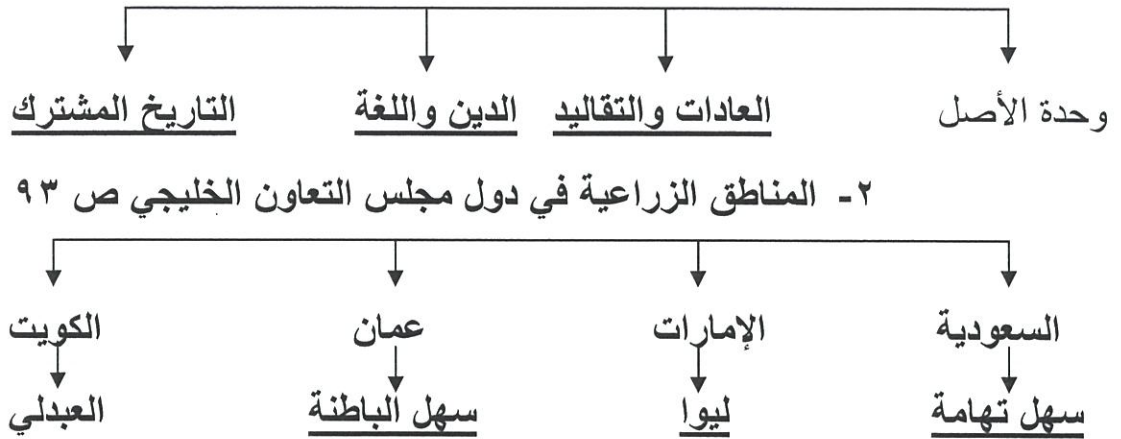 وحدة الأصل العادات والتقاليد الدين واللغة التاريخ المشترك
٢- المناطق الزراعية في دول مجلس التعاون الخليجي ص ٩٣
السعودية الإمارات عمان الكويت
سهل تهامة ليوا سهل الباطنة العبدلي